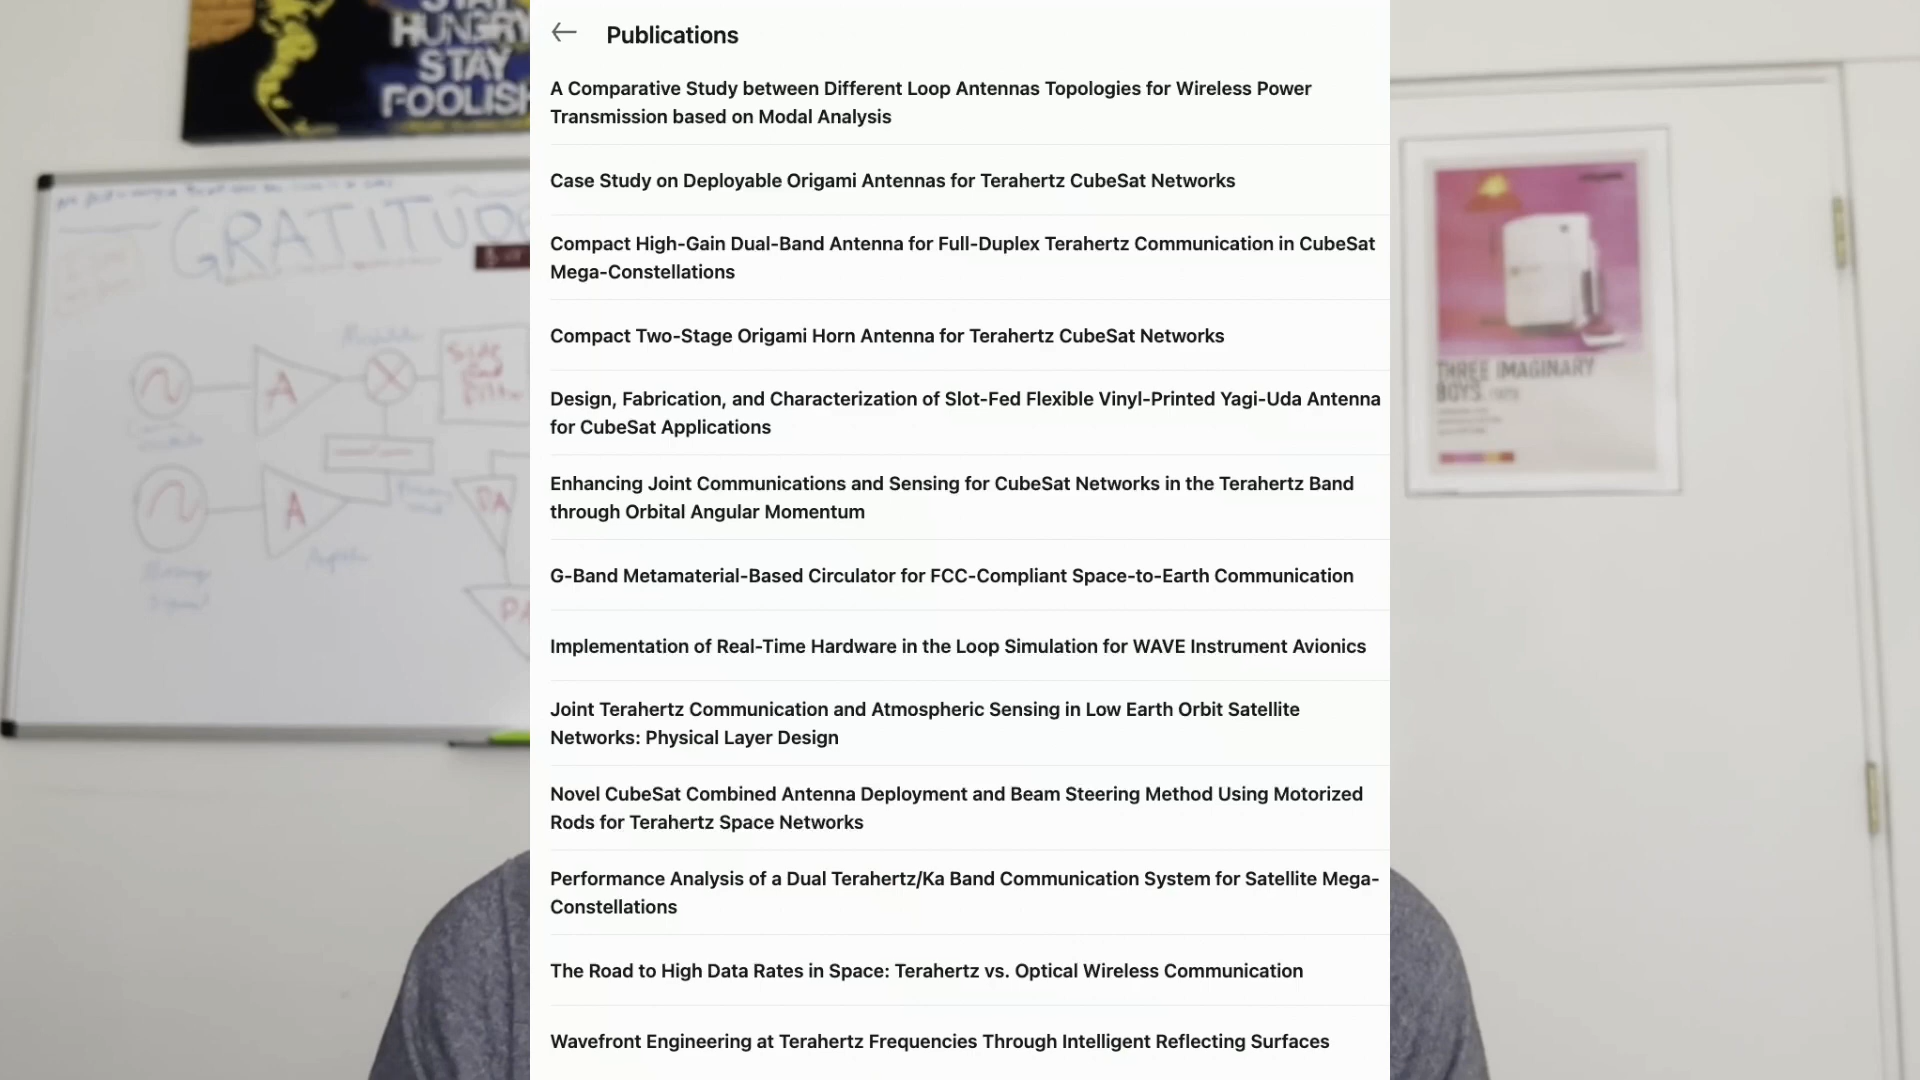 HUNGRY
STAY
FOOLISH
GRATITUDE
A
A
PA
PA
Publications
A Comparative Study between Different Loop Antennas Topologies for Wireless Power
Transmission based on Modal Analysis
Case Study on Deployable Origami Antennas for Terahertz CubeSat Networks
Compact High-Gain Dual-Band Antenna for Full-Duplex Terahertz Communication in CubeSat
Mega-Constellations
Compact Two-Stage Origami Horn Antenna for Terahertz CubeSat Networks
Design, Fabrication, and Characterization of Slot-Fed Flexible Vinyl-Printed Yagi-Uda Antenna
for CubeSat Applications
Enhancing Joint Communications and Sensing for CubeSat Networks in the Terahertz Band
through Orbital Angular Momentum
G-Band Metamaterial-Based Circulator for FCC-Compliant Space-to-Earth Communication
Implementation of Real-Time Hardware in the Loop Simulation for WAVE Instrument Avionics
Joint Terahertz Communication and Atmospheric Sensing in Low Earth Orbit Satellite
Networks: Physical Layer Design
Novel CubeSat Combined Antenna Deployment and Beam Steering Method Using Motorized
Rods for Terahertz Space Networks
Performance Analysis of a Dual Terahertz/Ka Band Communication System for Satellite Mega-
Constellations
The Road to High Data Rates in Space: Terahertz vs. Optical Wireless Communication
Wavefront Engineering at Terahertz Frequencies Through Intelligent Reflecting Surfaces
THREE IMAGINARY
BOYS